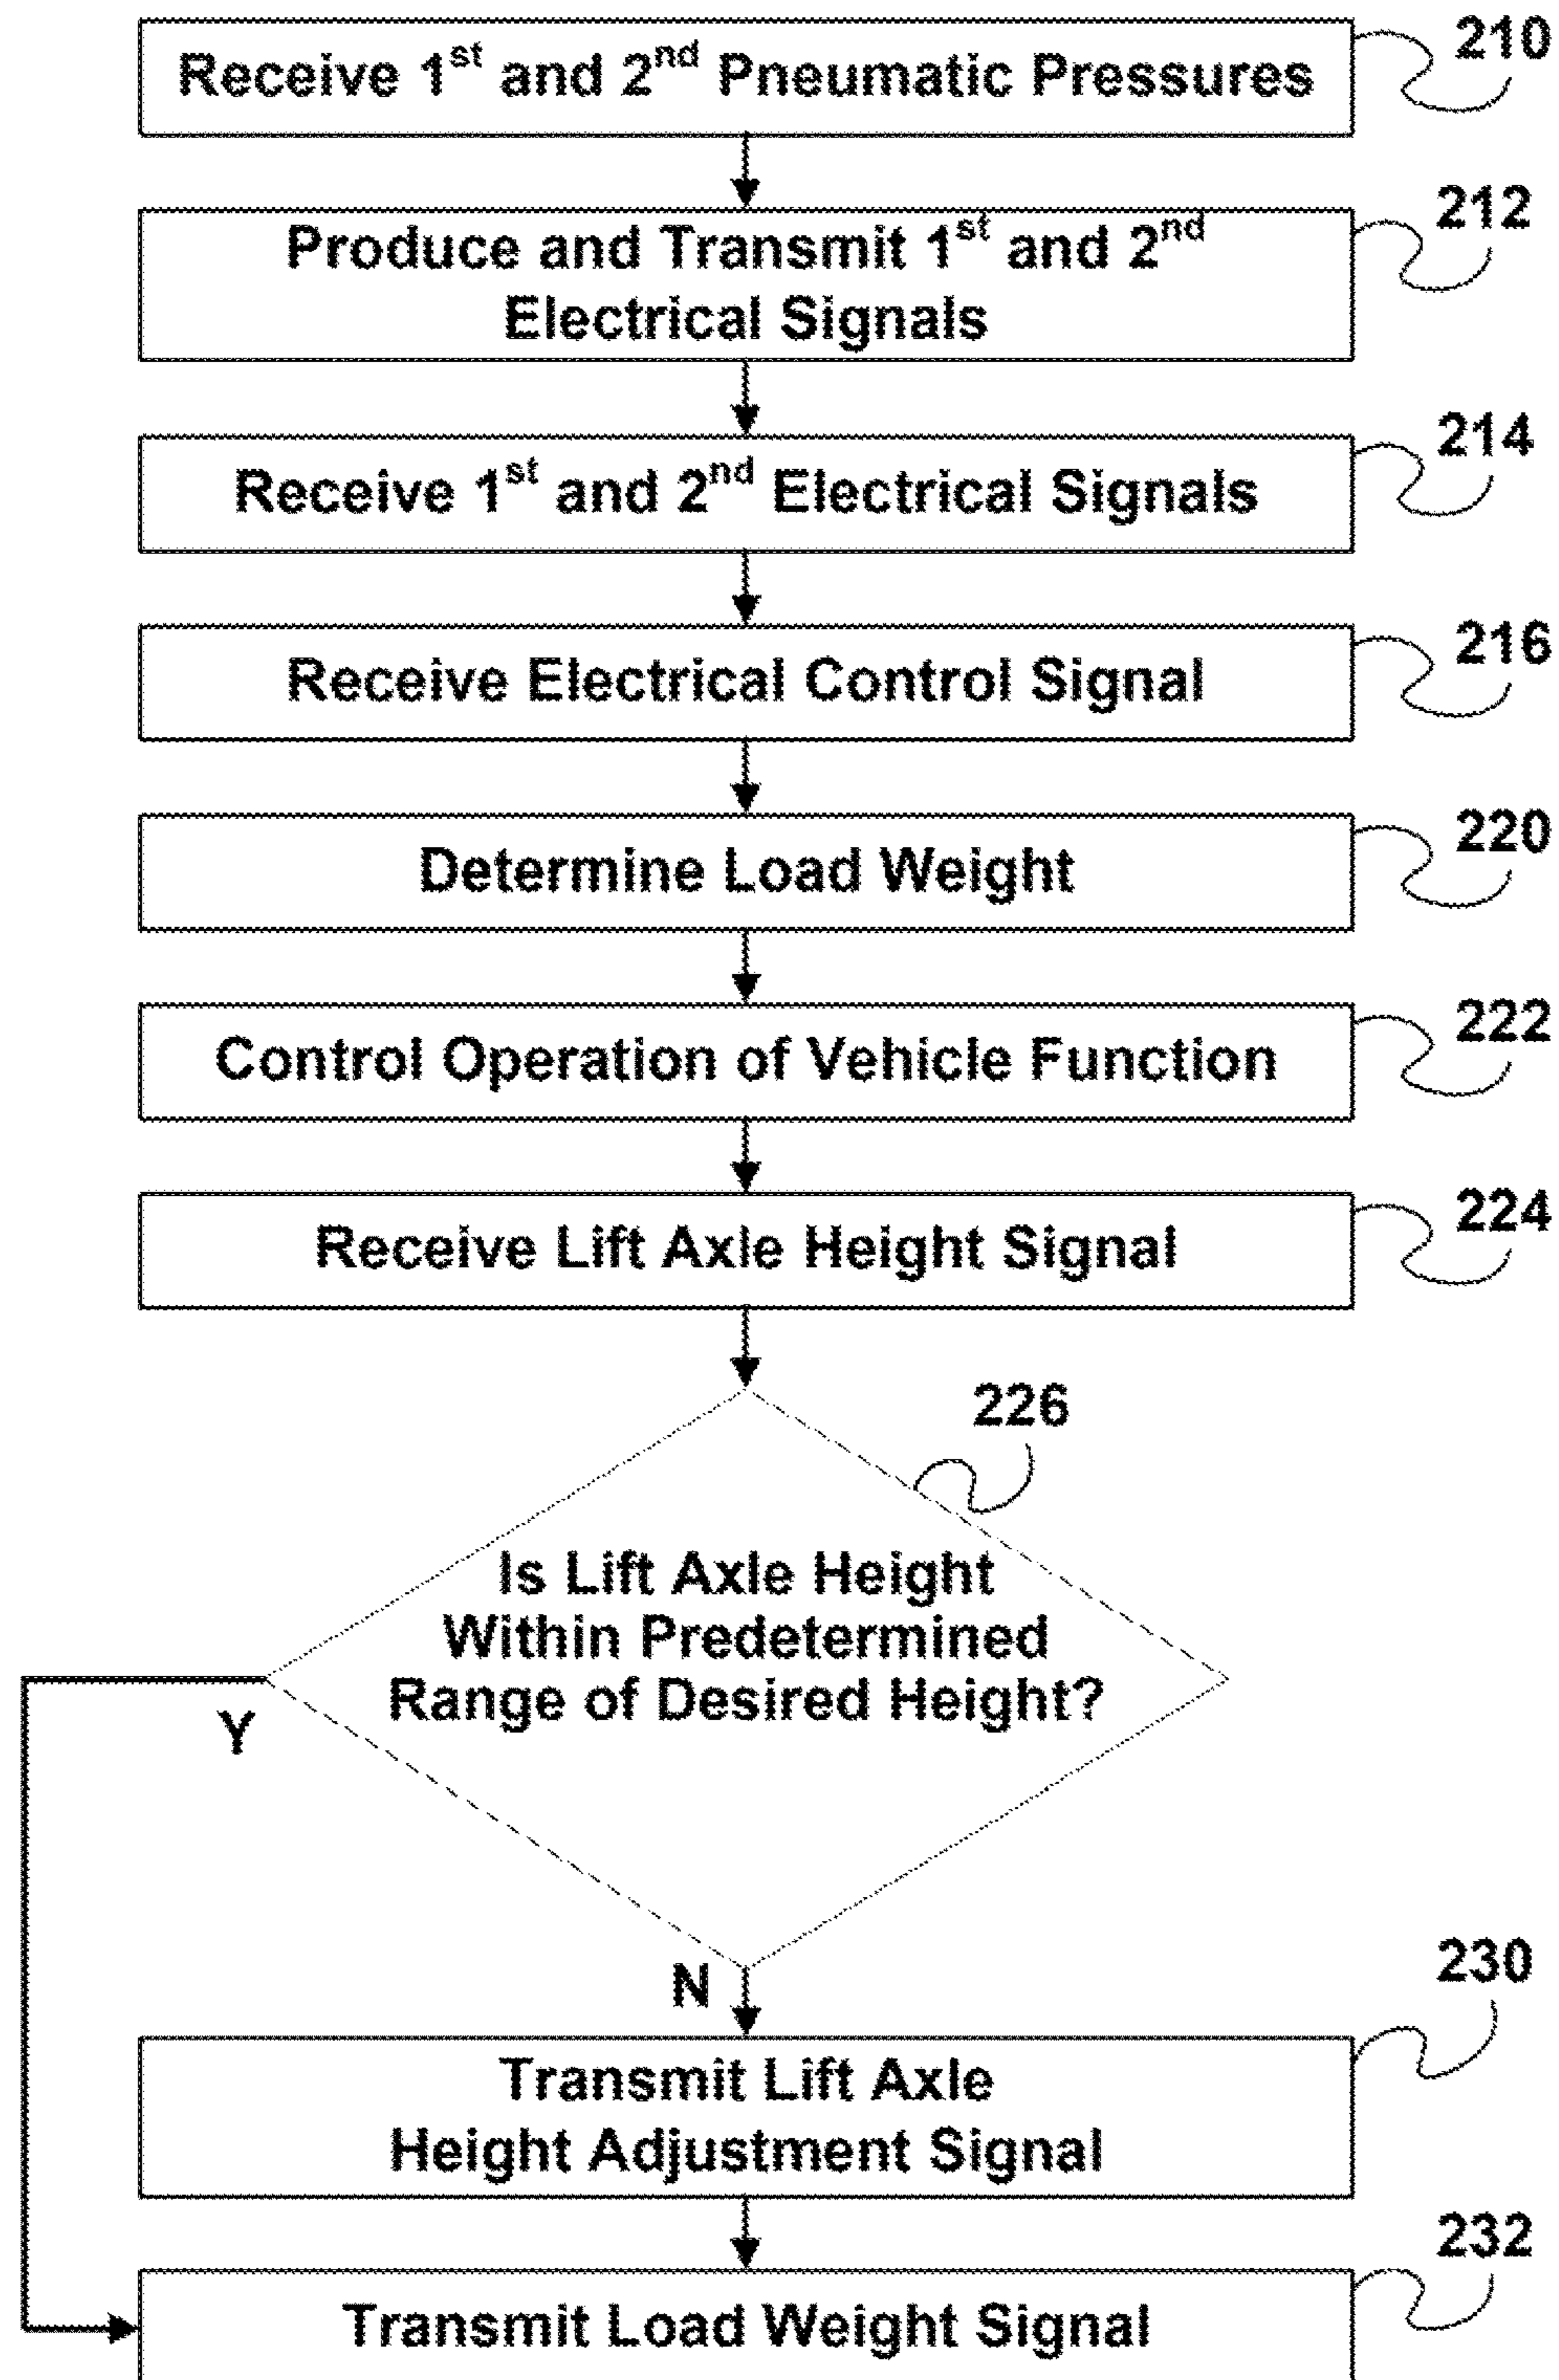 Receive 1st and 2nd Pneumatic Pressures
210
Produce and Transmit 1st and 2nd
Electrical Signals
212
Receive 1st and 2nd Electrical Signals
214
Receive Electrical Control Signal
216
Determine Load Weight
220
Control Operation of Vehicle Function
222
Receive Lift Axle Height Signal
224
226
Is Lift Axle Height
Within Predetermined
Range of Desired Height?
Y
N
230
Transmit Lift Axle
Height Adjustment Signal
232
Transmit Load Weight Signal